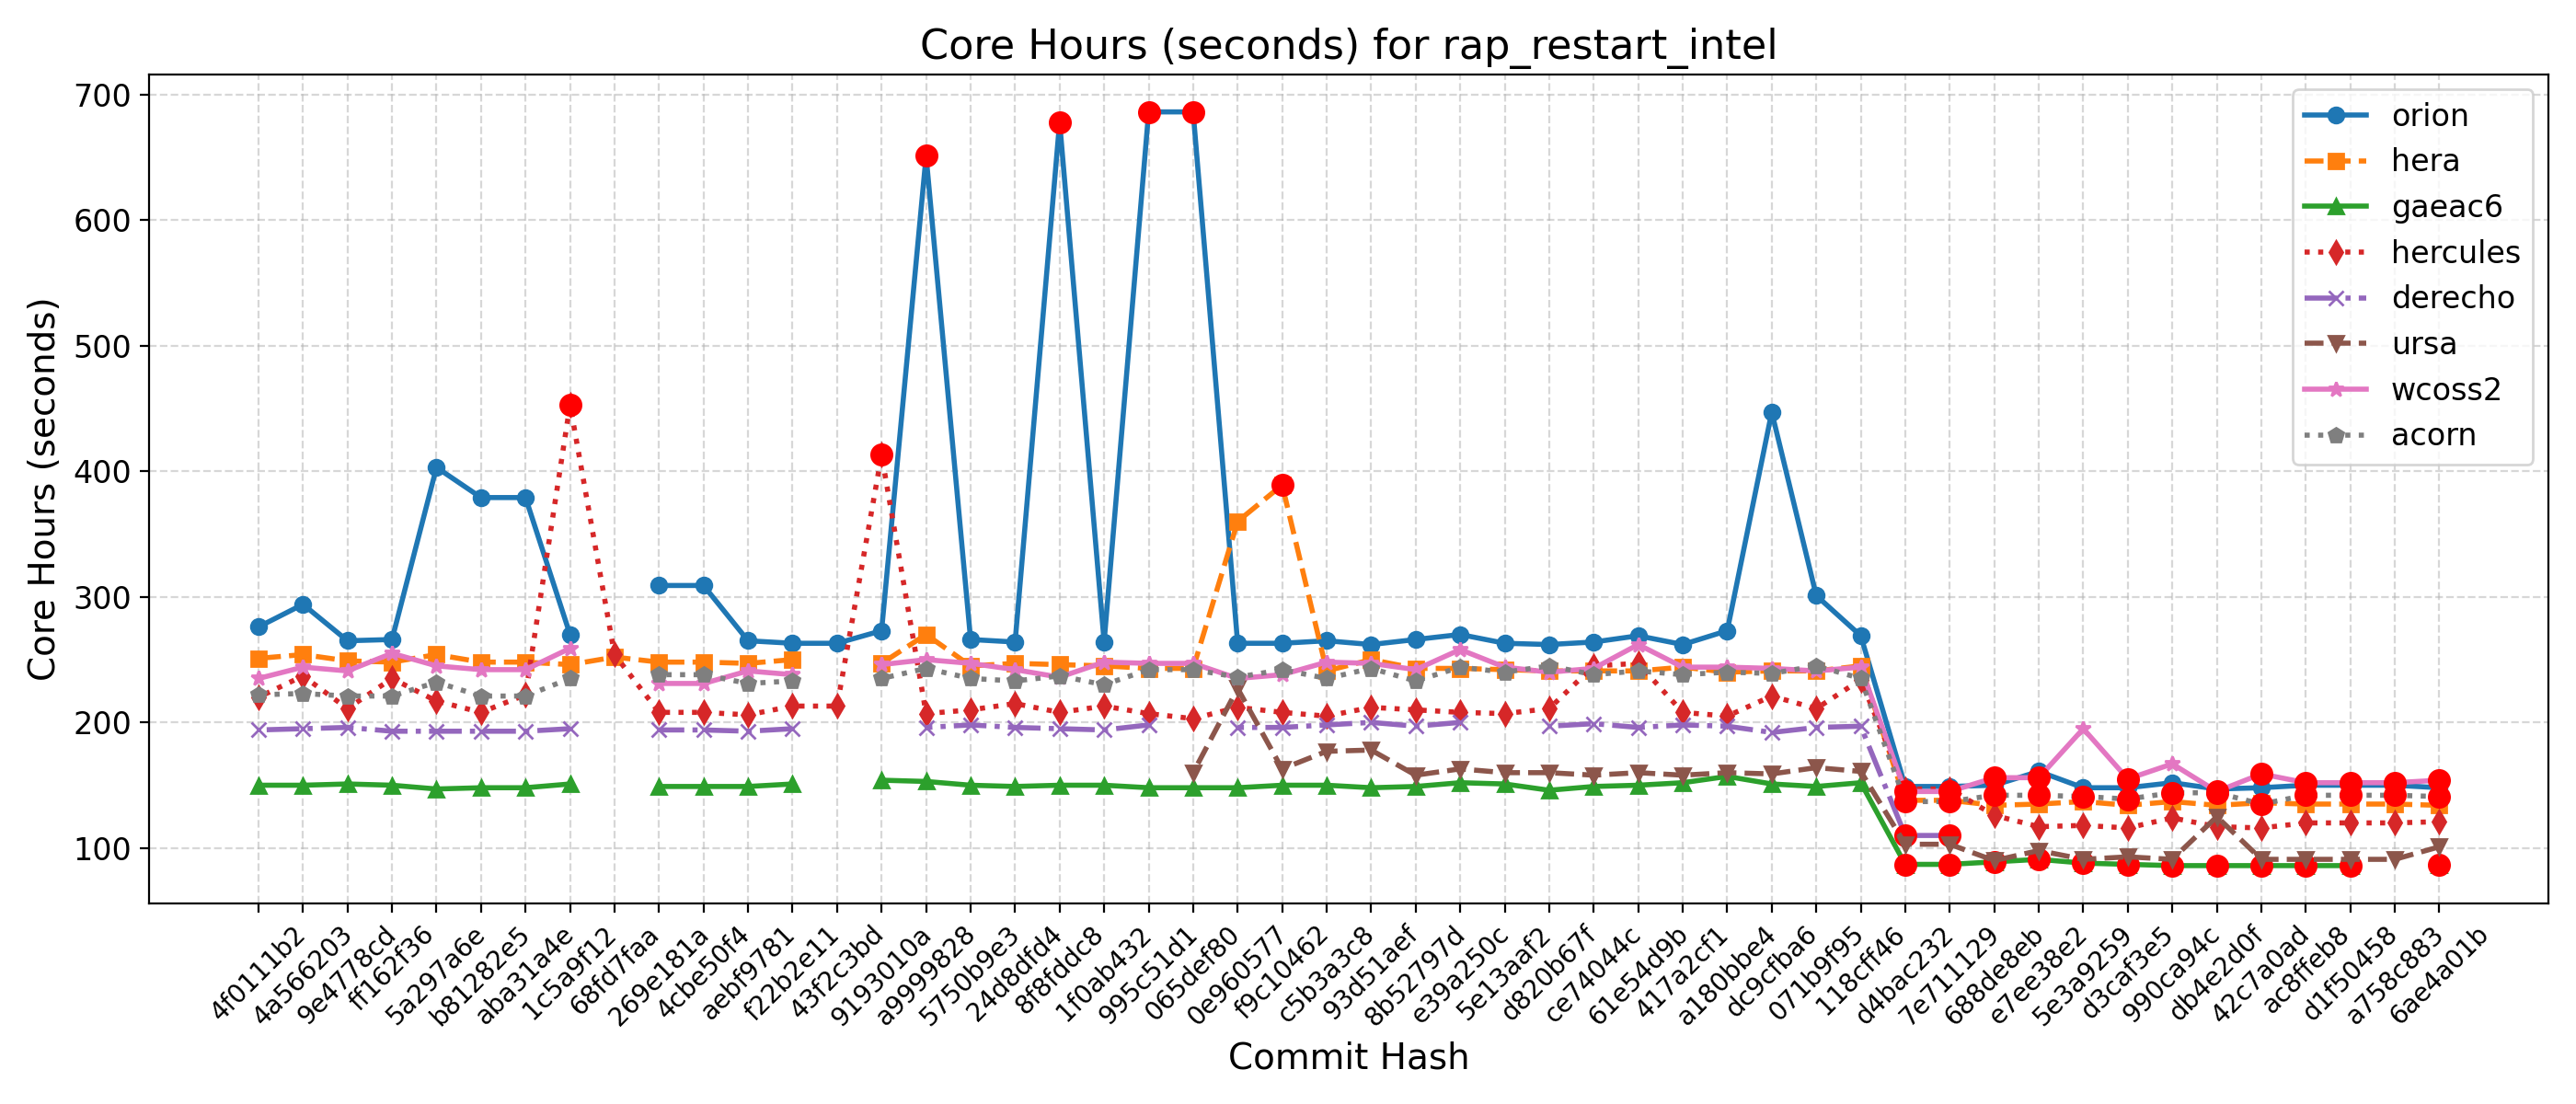 Core Hours (seconds) for rap_restart_intel
Core Hours (seconds)
700
600
500
400
300
200
100
orion
hera
gaeac6
hercules
derecho
ursa
wcoss2
acorn
4f0111b2
4a566203
9e4778cd
ff162f36
5a297a6e
b81282e5
aba31a4e
1c5a9f12
68fd7faa
269e181a
4cbe50f4
aebf9781
f22b2e11
43f2c3bd
9193010a
a9999828
5750b9e3
24d8dfd4
8f8fddc8
1f0ab432
995c51d1
065def80
0e960577
f9c10462
c5b3a3c8
93d51aef
8b52797d
e39a250c
5e13aaf2
d820b67f
ce74044c
61e54d9b
417a2cf1
a180bbe4
dc9cfba6
071b9f95
118cff46
d4bac232
7e711129
688de8eb
e7ee38e2
5e3a9259
d3caf3e5
990ca94c
db4e2d0f
42c7a0ad
ac8ffeb8
d1f50458
a758c883
6ae4a01b
Commit Hash